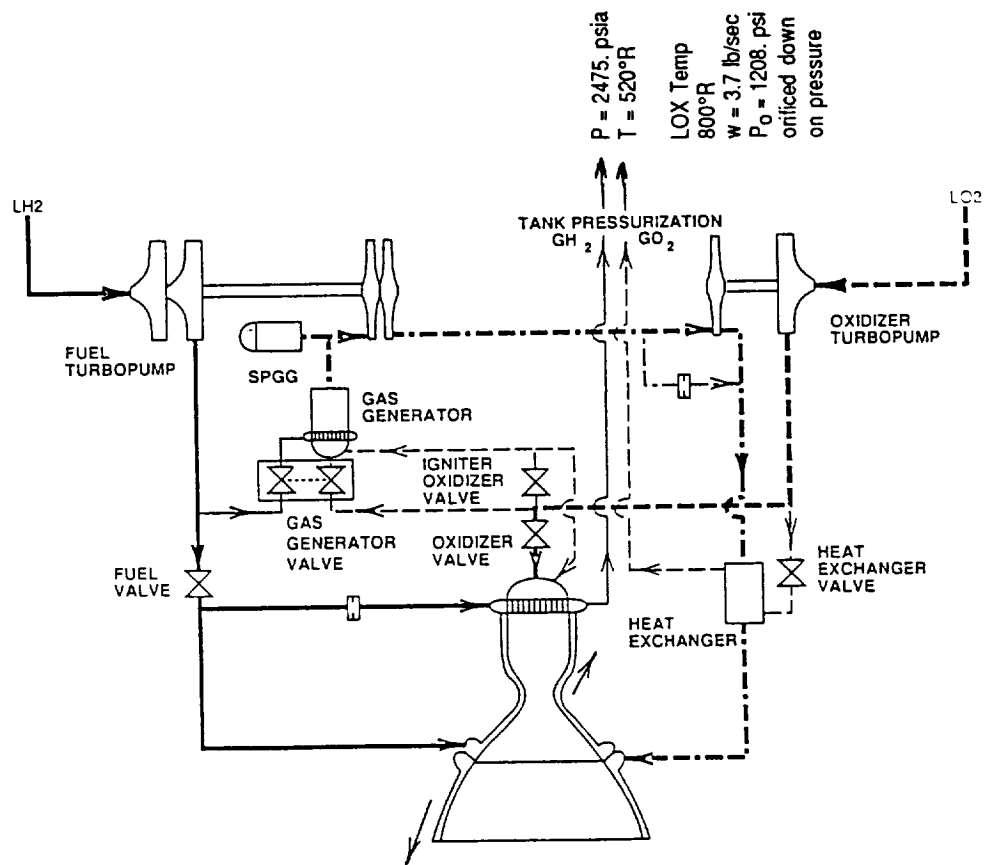 P = 2475. psia
T = 520°R
LOX Temp
800°R
w = 3.7 lb/sec
P0 = 1208. psi
orificed down
on pressure
LH2
LO2
TANK PRESSURIZATION
GH2 GO2
FUEL
TURBOPUMP
OXIDIZER
TURBOPUMP
SPGG
GAS
GENERATOR
IGNITER
OXIDIZER
VALVE
GAS
GENERATOR
VALVE
OXIDIZER
VALVE
FUEL
VALVE
HEAT
EXCHANGER
VALVE
HEAT
EXCHANGER